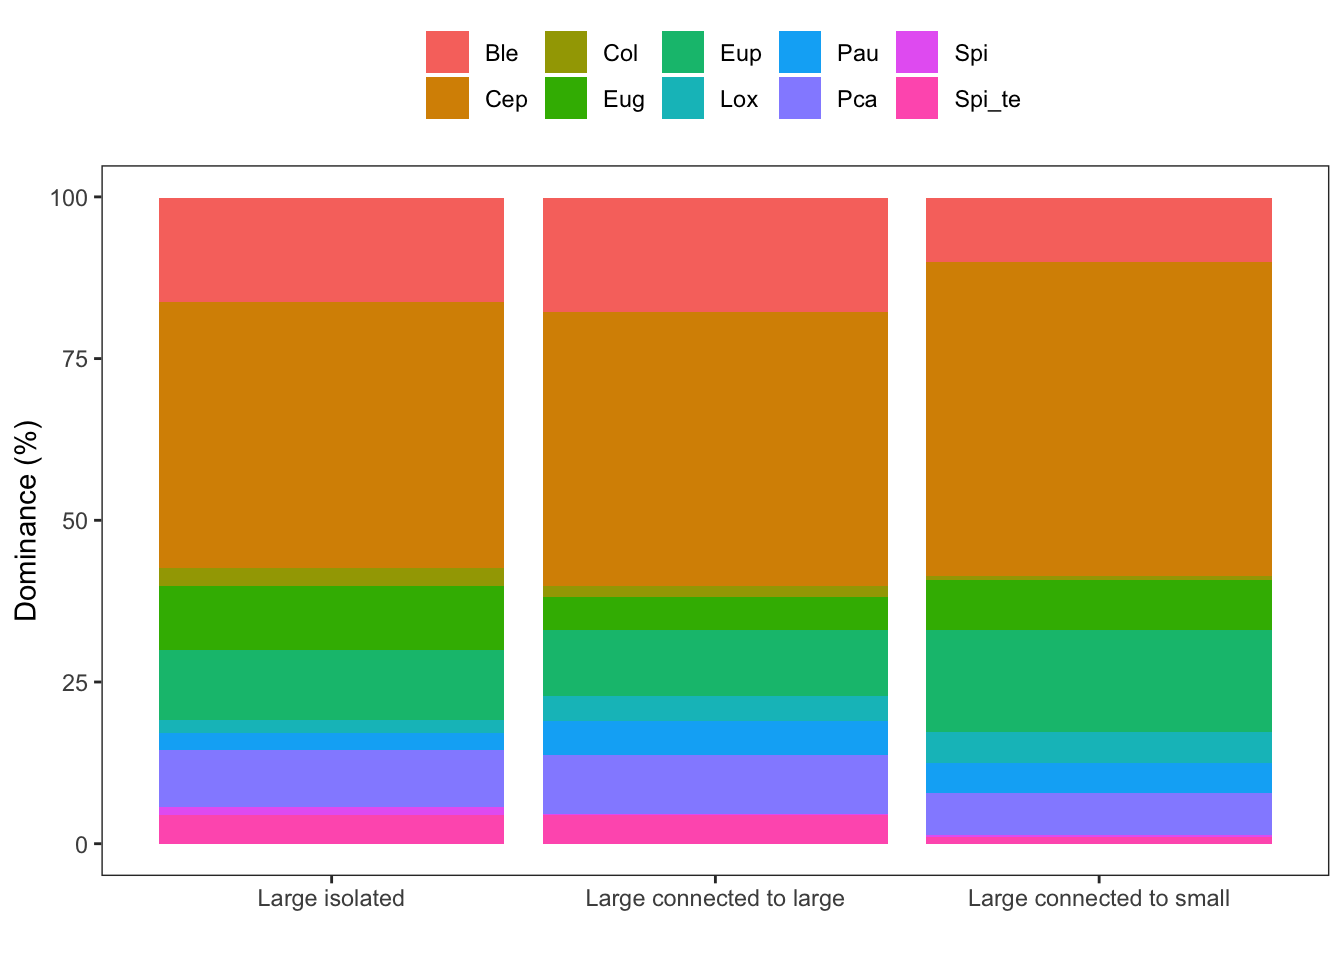 Ble Col Eup Pau Spi
Cep Eug Lox Pca Spi_te
Dominance (%)
100
75
50
25
0
Large isolated Large connected to large Large connected to small